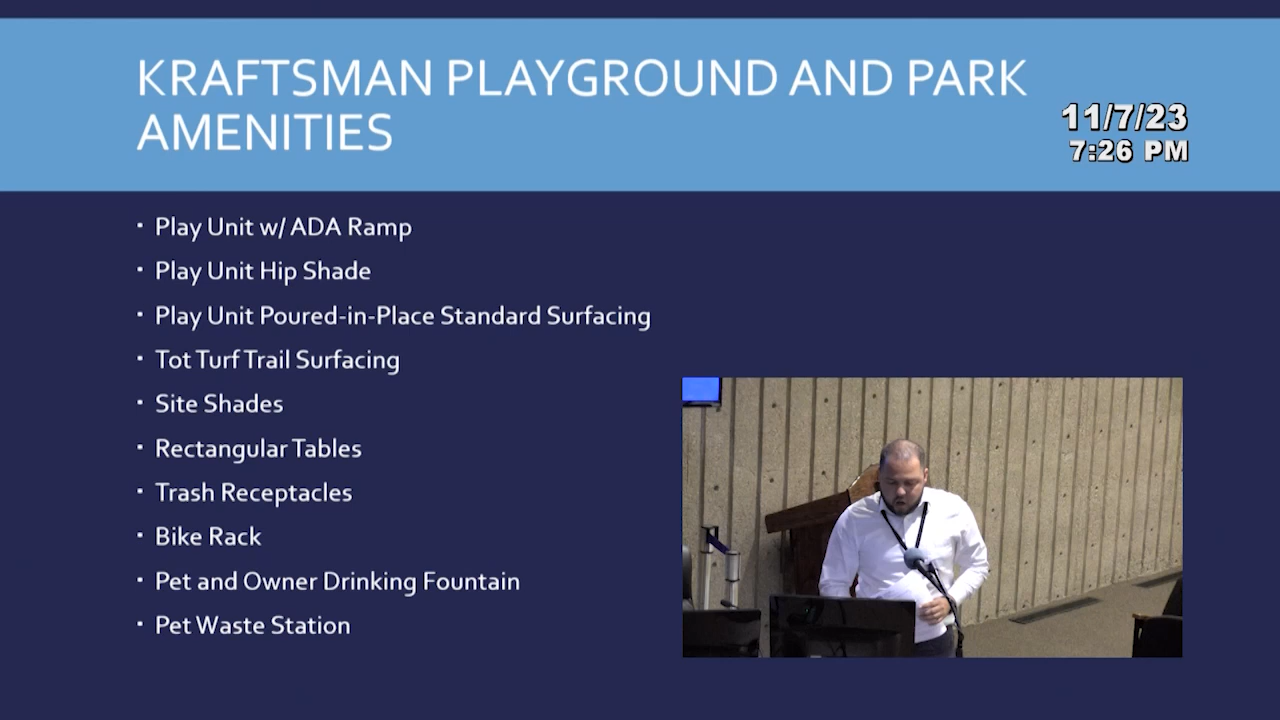 KRAFTSMAN PLAYGROUND AND PARK
AMENITIES
11/7/23
7:26 PM
▪ Play Unit w/ ADA Ramp
▪ Play Unit Hip Shade
▪ Play Unit Poured-in-Place Standard Surfacing
▪ Tot Turf Trail Surfacing
▪ Site Shades
▪ Rectangular Tables
▪ Trash Receptacles
▪ Bike Rack
▪ Pet and Owner Drinking Fountain
▪ Pet Waste Station